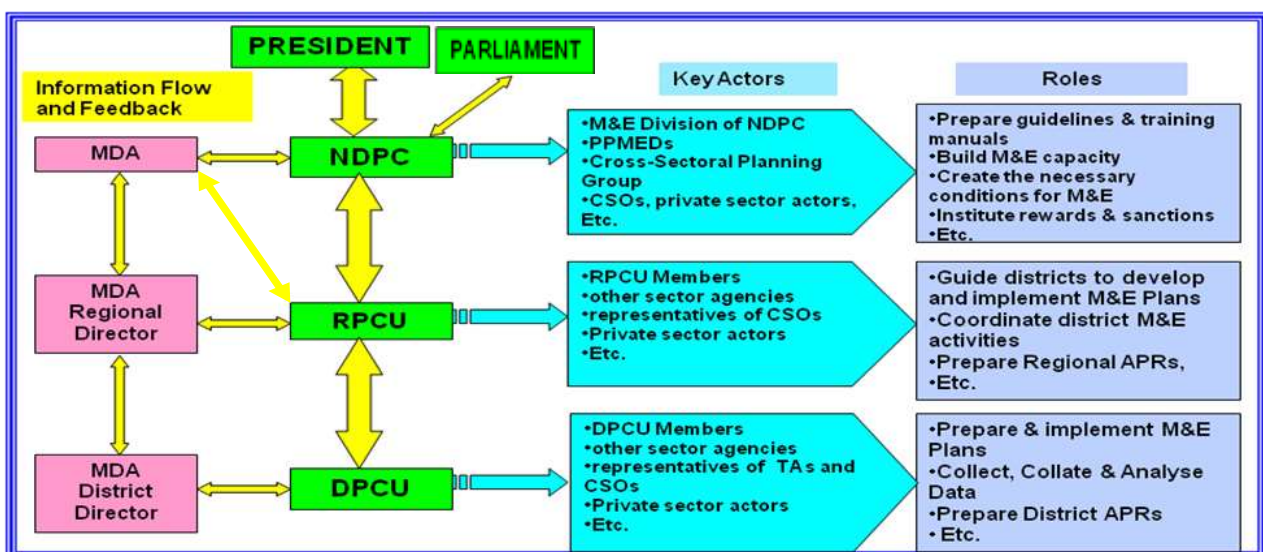 PRESIDENT
PARLIAMENT
Information Flow
and Feedback
Key Actors
Roles
MDA
NDPC
•M&E Division of NDPC
•PPMEDs
•Cross-Sectoral Planning
Group
•CSOs, private sector actors,
Etc.
•Prepare guidelines & training
manuals
•Build M&E capacity
•Create the necessary
conditions for M&E
•Institute rewards & sanctions
•Etc.
MDA
Regional
Director
RPCU
•RPCU Members
•other sector agencies
•representatives of CSOs
•Private sector actors
•Etc.
•Guide districts to develop
and implement M&E Plans
•Coordinate district M&E
activities
•Prepare Regional APRs,
•Etc.
MDA
District
Director
DPCU
•DPCU Members
•other sector agencies
•representatives of TAs and
CSOs
•Private sector actors
•Etc.
•Prepare & implement M&E
Plans
•Collect, Collate & Analyse
Data
•Prepare District APRs
• Etc.